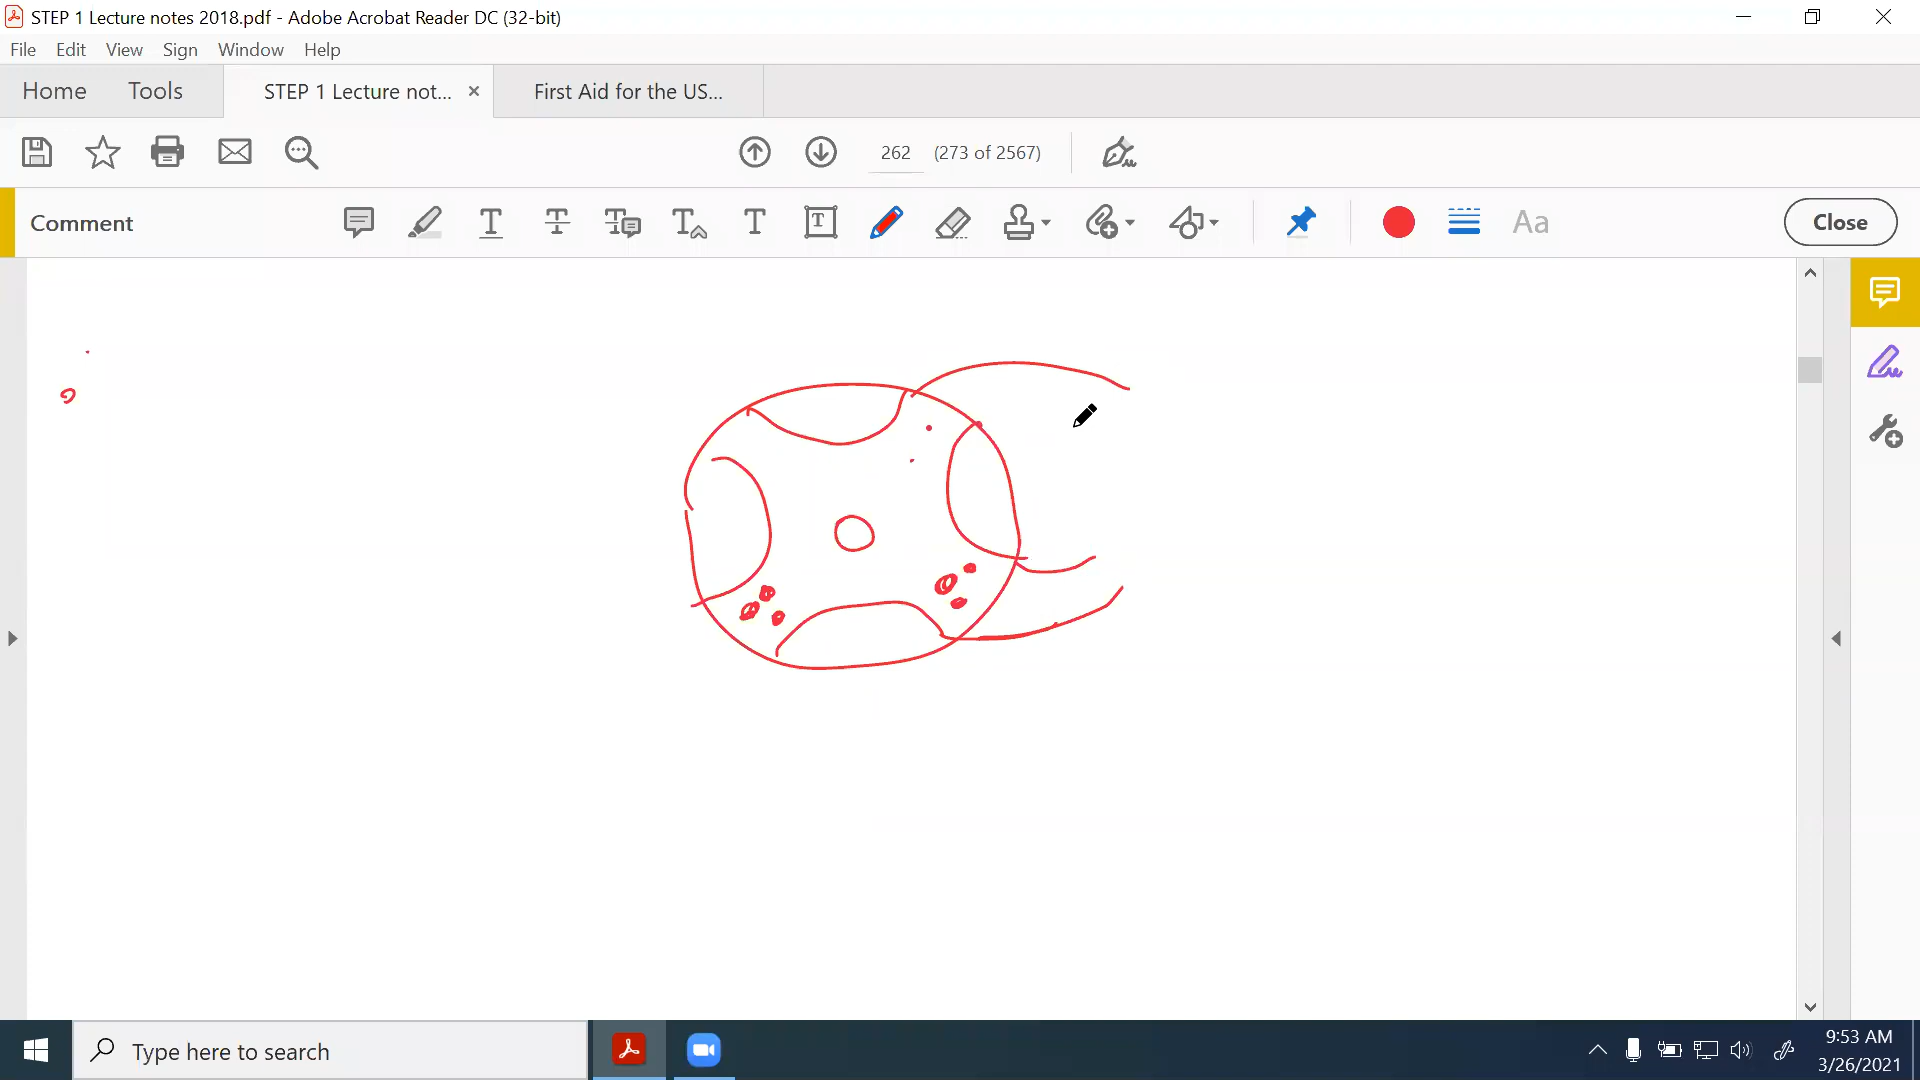 STEP 1 Lecture notes 2018.pdf - Adobe Acrobat Reader DC (32-bit)
File Edit View Sign Window Help
Home Tools STEP 1 Lecture not... × First Aid for the US...
262 (273 of 2567)
Comment T T T T T T Aa Close
Type here to search
9:53 AM
3/26/2021